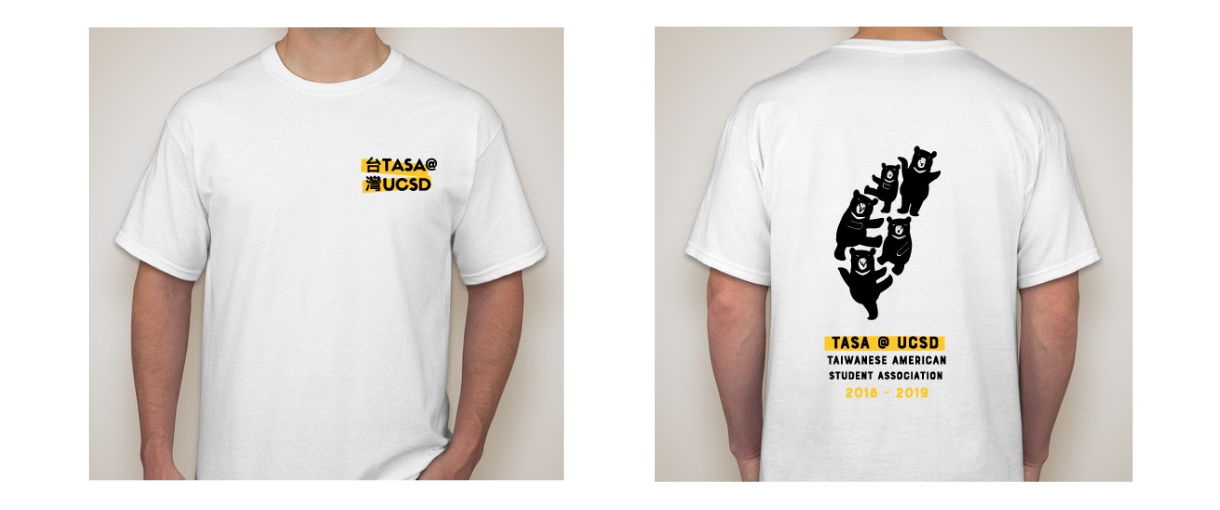 台TASA@
灣UCSD
TASA @ UCSD
TAIWANESE AMERICAN
STUDENT ASSOCIATION
2018 - 2019